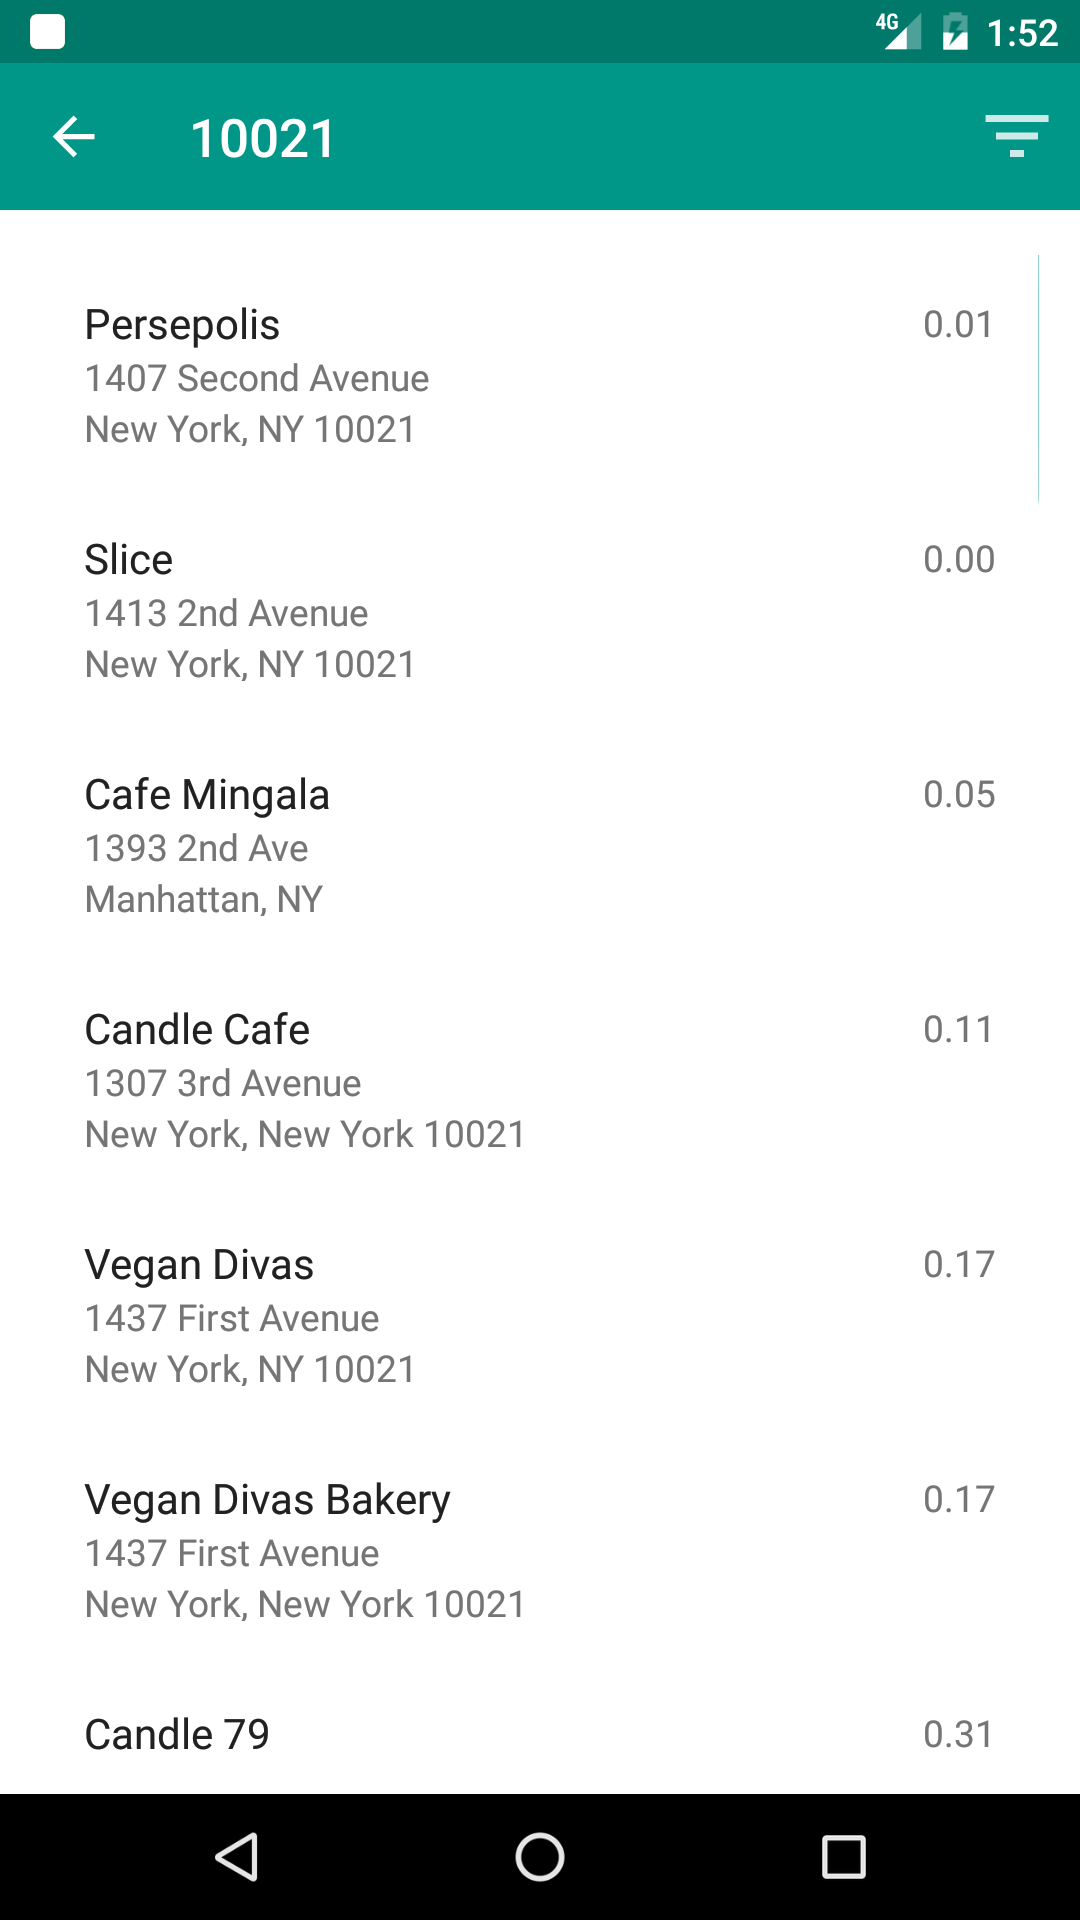 4G 1:52
10021
Persepolis 0.01
1407 Second Avenue
New York, NY 10021
Slice 0.00
1413 2nd Avenue
New York, NY 10021
Cafe Mingala 0.05
1393 2nd Ave
Manhattan, NY
Candle Cafe 0.11
1307 3rd Avenue
New York, New York 10021
Vegan Divas 0.17
1437 First Avenue
New York, NY 10021
Vegan Divas Bakery 0.17
1437 First Avenue
New York, New York 10021
Candle 79 0.31